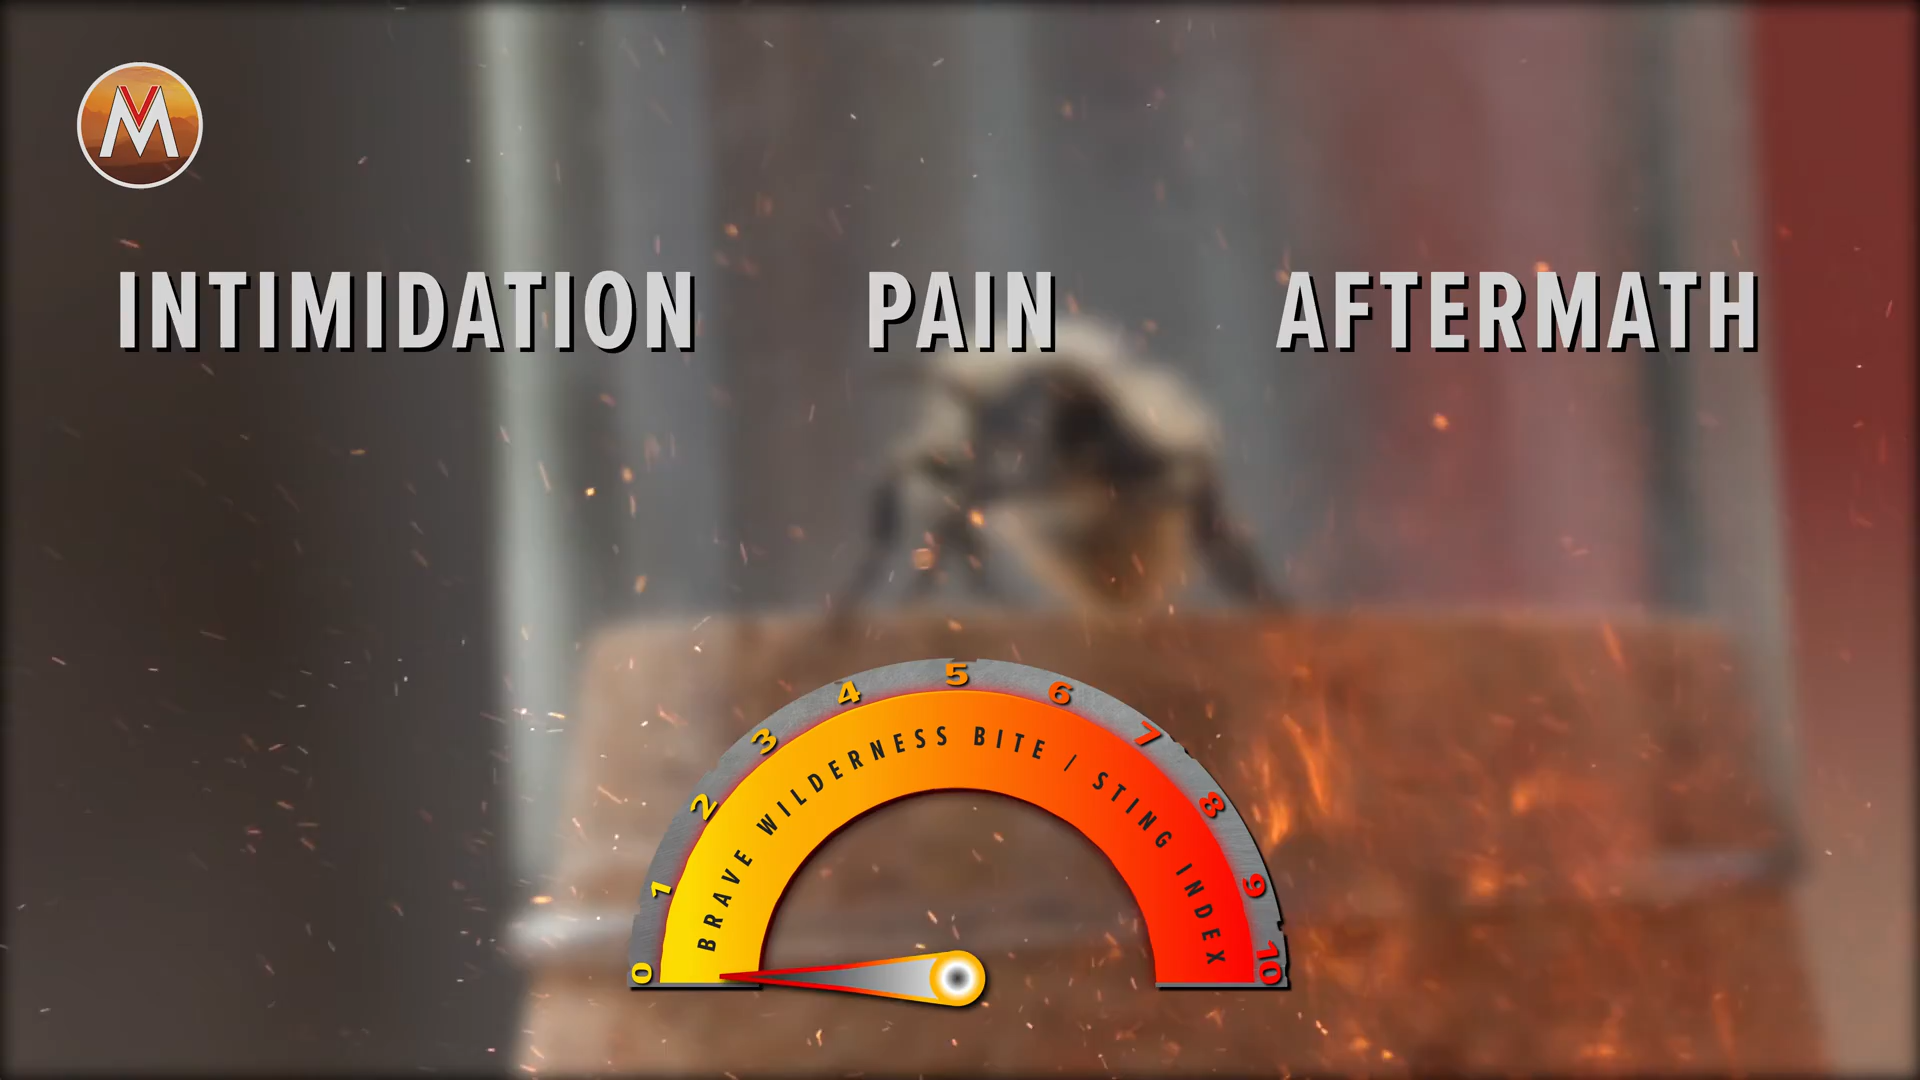 M
INTIMIDATION PAIN AFTERMATH
0 1 2 3 4 5 6 7 8 9 10
BRAVE WILDERNESS BITE / STING INDEX